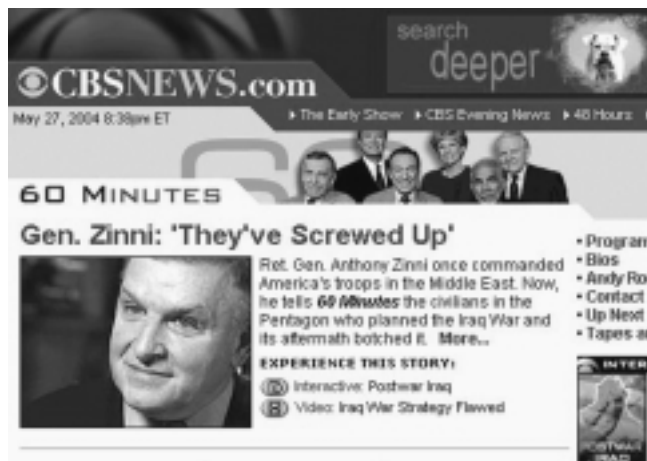 search
deeper
CBSNEWS.com
May 27, 2004 8:38pm ET
The Early Show CBS Evening News 48 Hours
60
60 MINUTES
Gen. Zinni: 'They've Screwed Up'
Ret. Gen. Anthony Zinni once commanded
America's troops in the Middle East. Now,
he tells 60 Minutes the civilians in the
Pentagon who planned the Iraq War and
its aftermath botched it. More...
EXPERIENCE THIS STORY:
Interactive: Postwar Iraq
Video: Iraq War Strategy Flawed
• Program
• Bios
• Andy Ro
• Contact
• Up Next
• Tapes a
INTER
POSTWAR
IRAQ